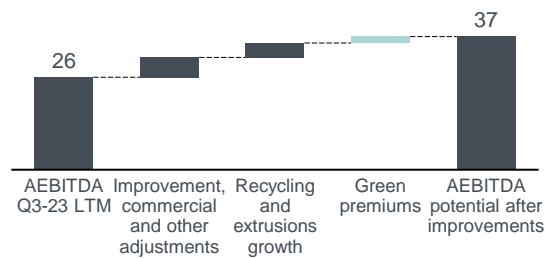 37
26
AEBITDA
Q3-23 LTM
Improvement,
commercial
and other
adjustments
Recycling
and
extrusions
growth
Green
premiums
AEBITDA
potential after
improvements